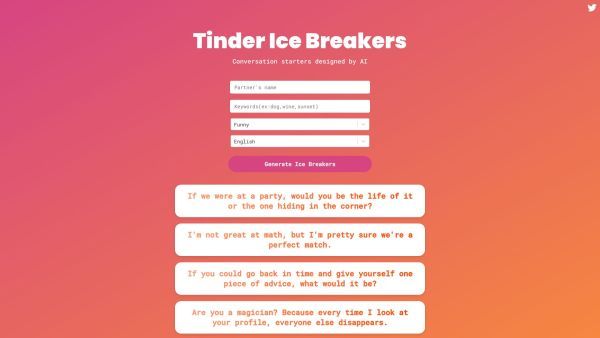 Tinder Ice Breakers
Conversation starters designed by AI
Partner's name
Keywords(ex:dog,wine,sunset)
Funny
English
Generate Ice Breakers
If we were at a party, would you be the life of it
or the one hiding in the corner?
I'm not great at math, but I'm pretty sure we're a
perfect match.
If you could go back in time and give yourself one
piece of advice, what would it be?
Are you a magician? Because every time I look at
your profile, everyone else disappears.